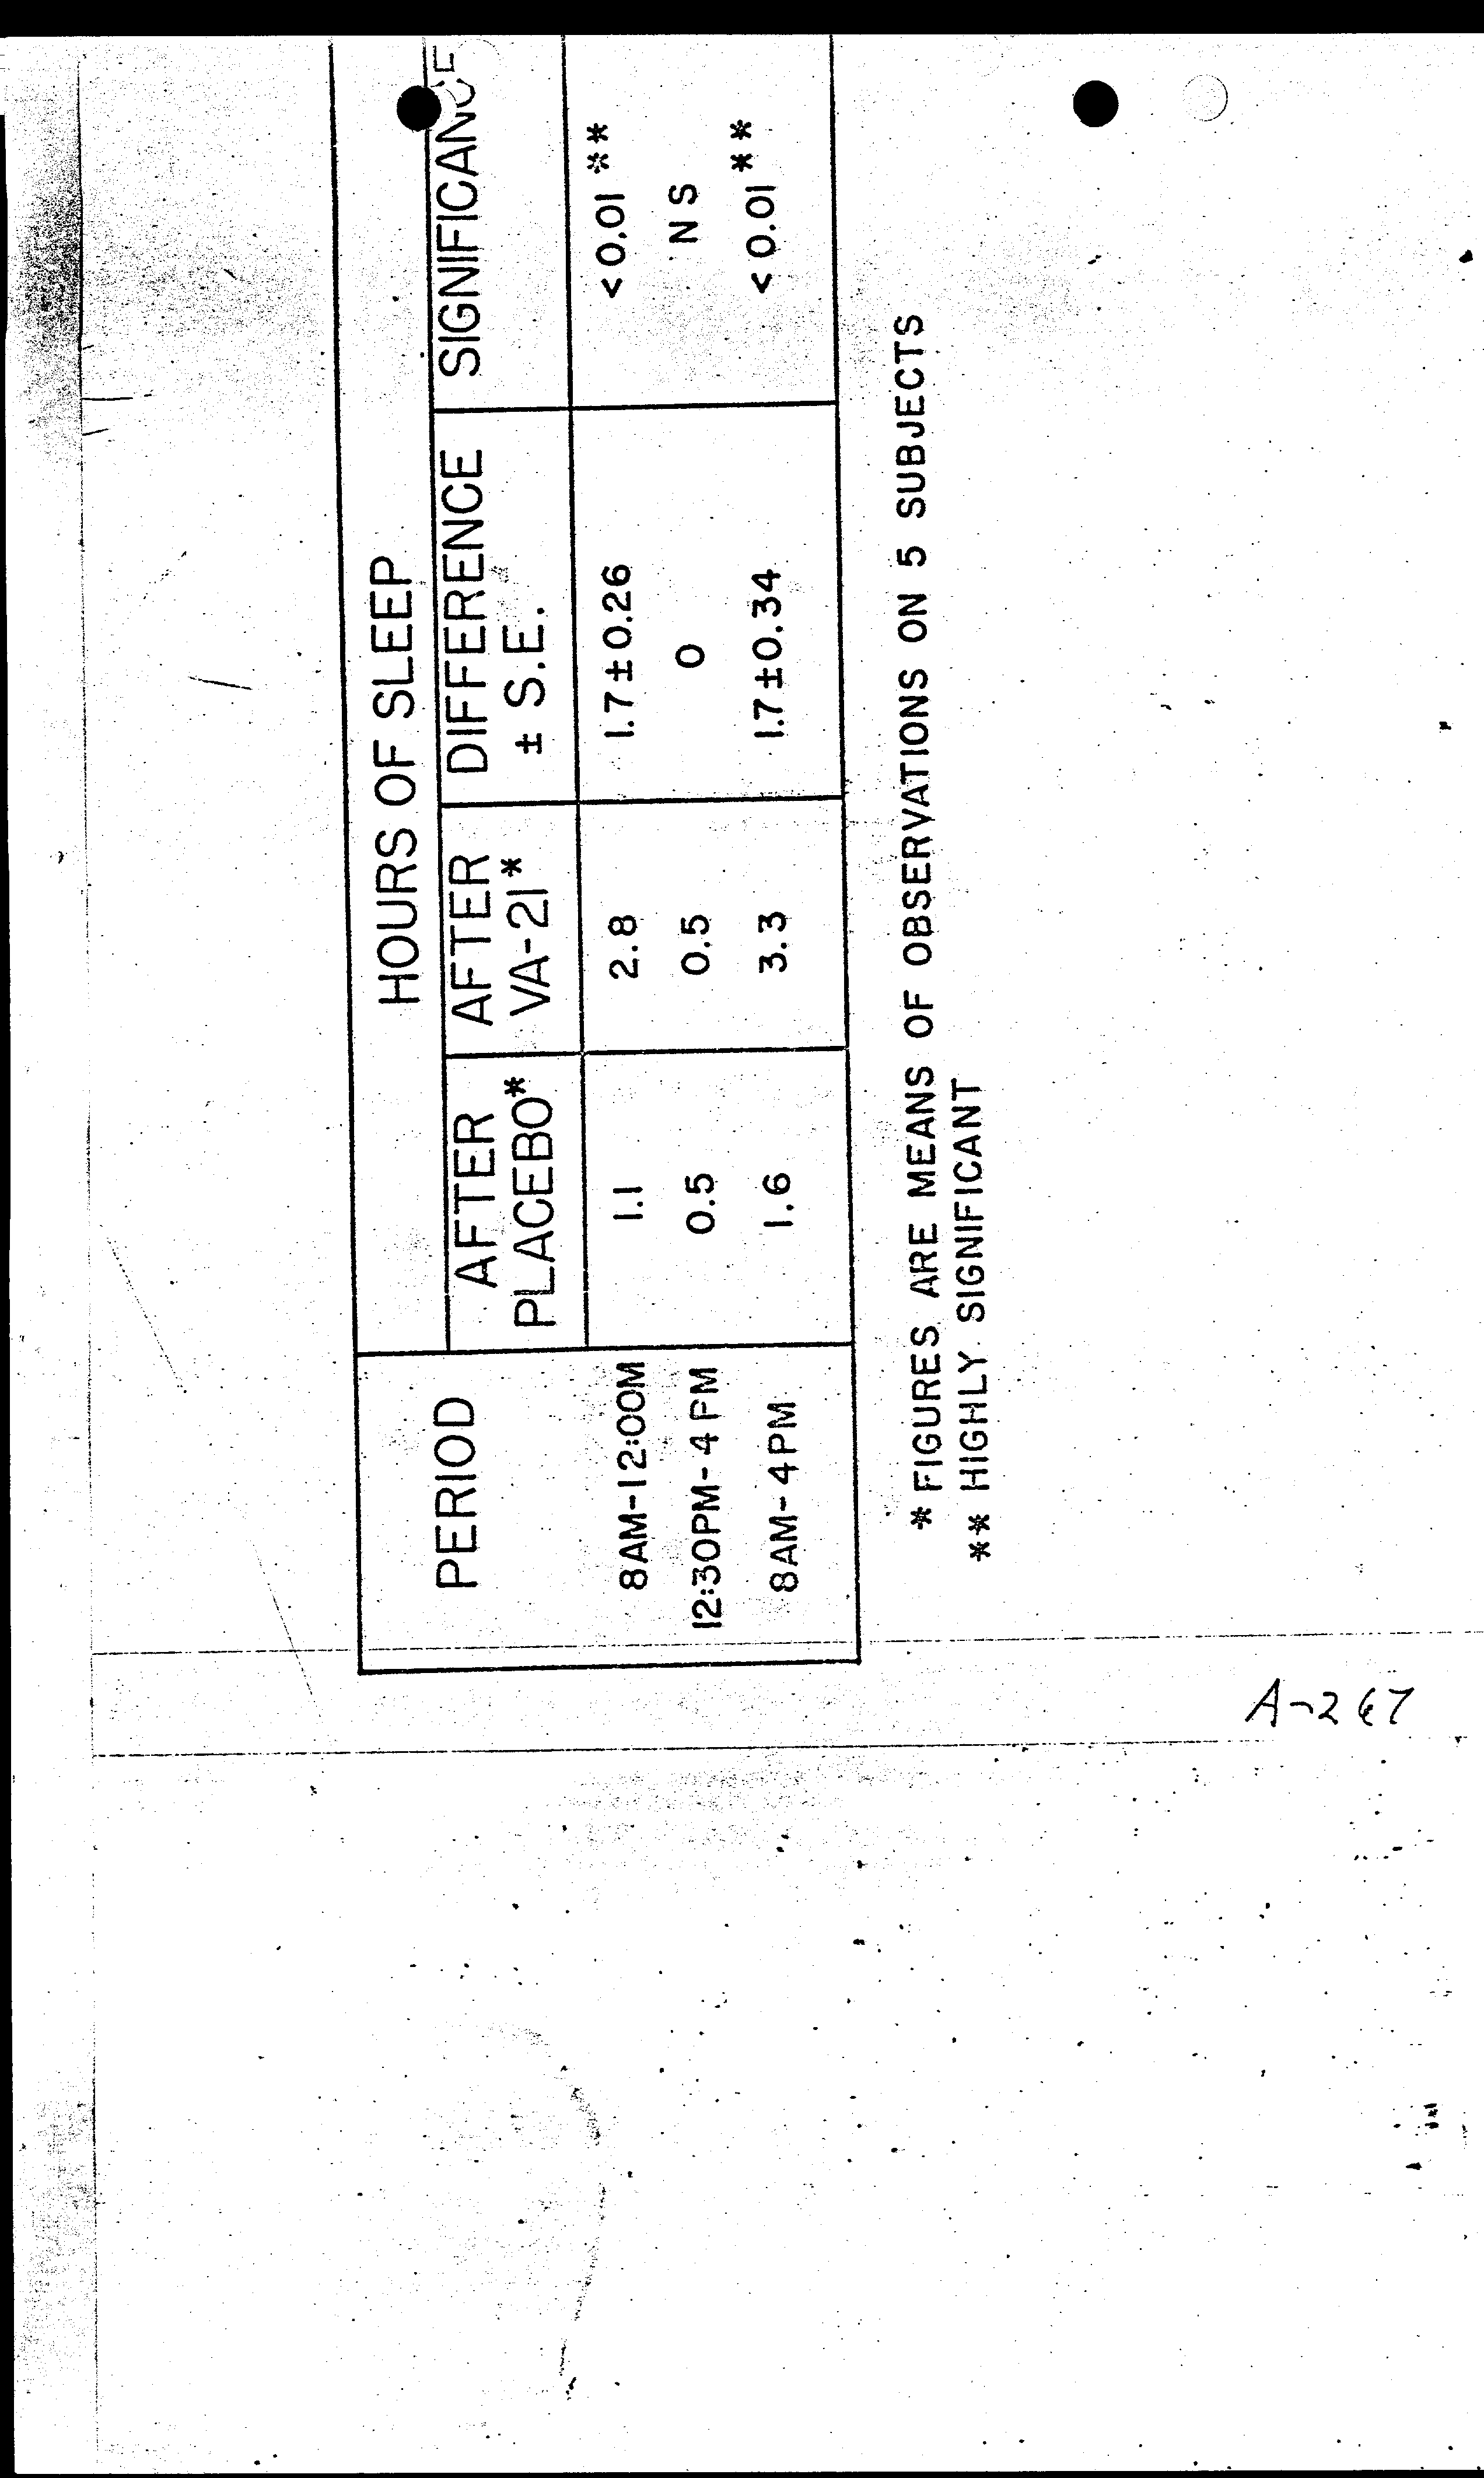 HOURS OF SLEEP
PERIOD AFTER PLACEBO* AFTER VA-21* DIFFERENCE ± S.E. SIGNIFICANCE
8AM-12:00M 1.1 2.8 1.7±0.26 <0.01**
12:30PM-4PM 0.5 0.5 0 NS
8AM-4PM 1.6 3.3 1.7±0.34 <0.01**
* FIGURES ARE MEANS OF OBSERVATIONS ON 5 SUBJECTS
** HIGHLY SIGNIFICANT
A-267